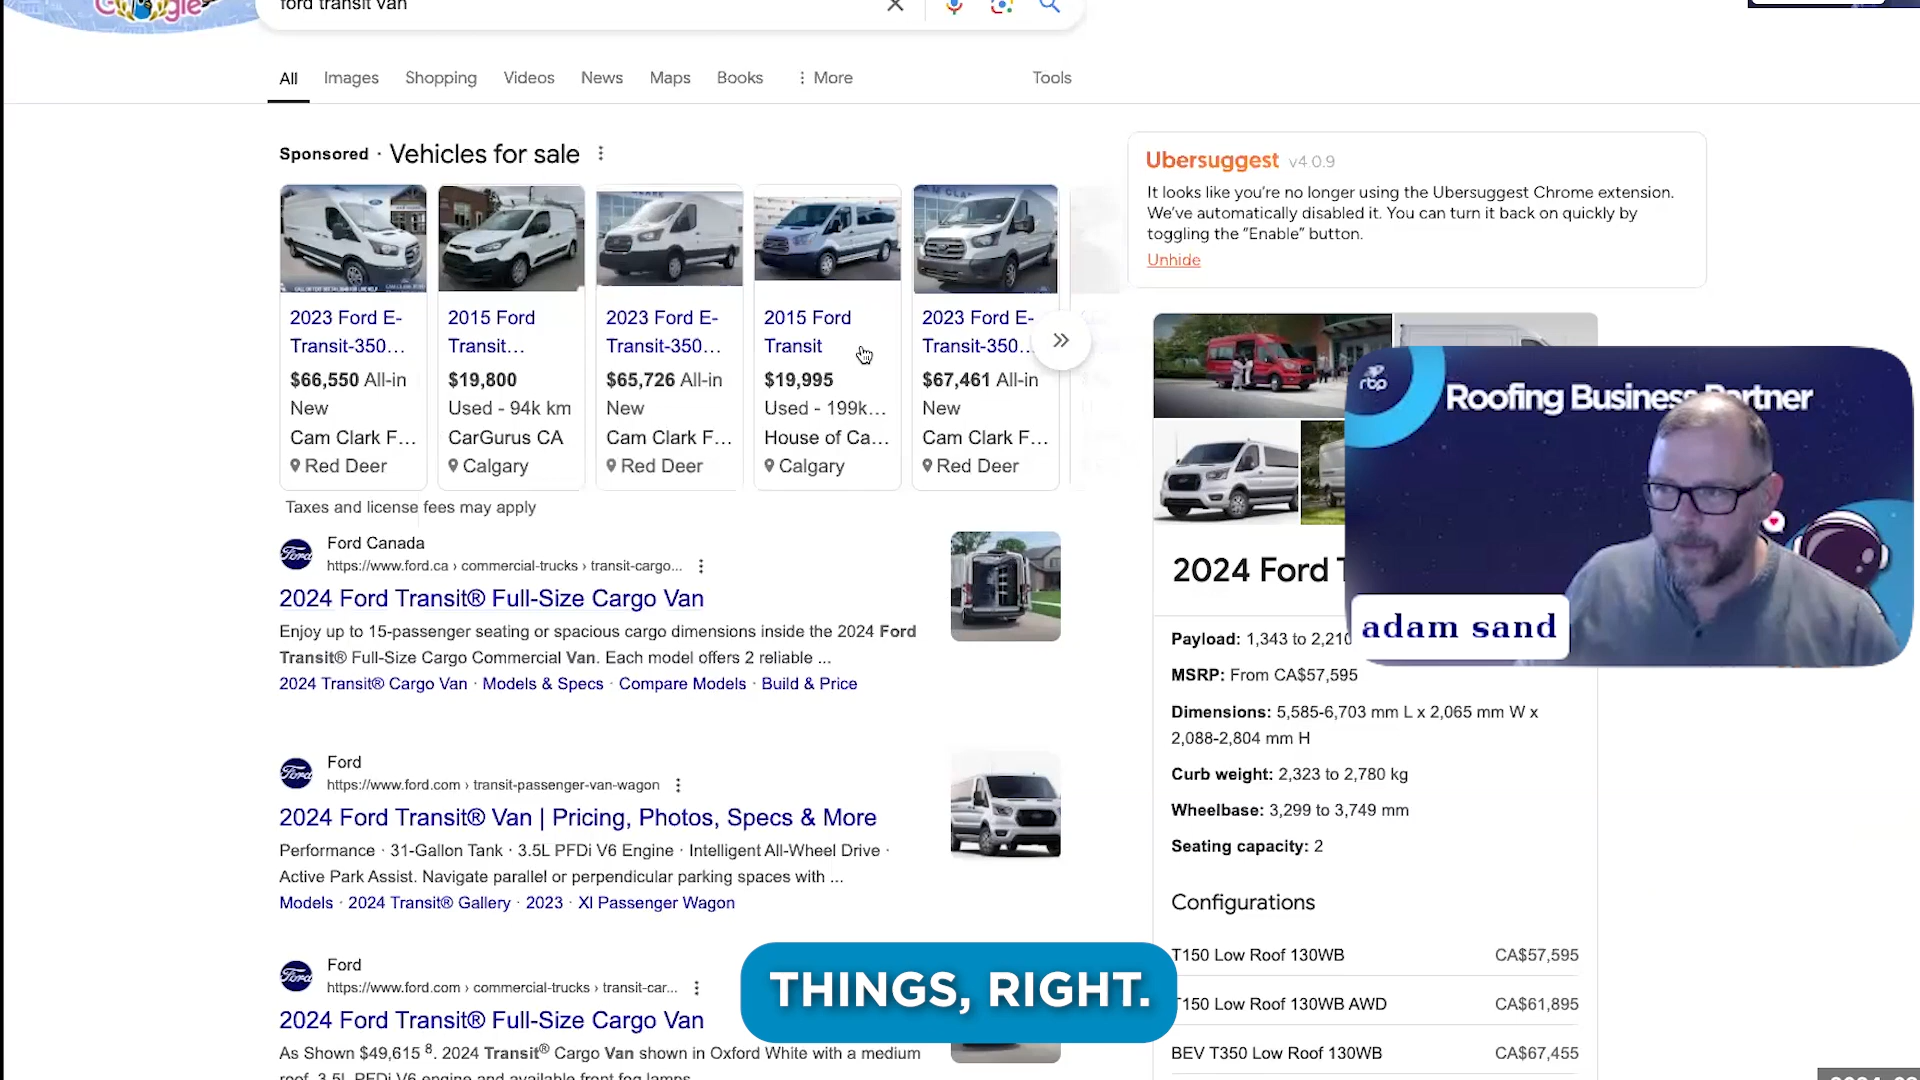 Google
ford transit van
All Images Shopping Videos News Maps Books More Tools
Sponsored · Vehicles for sale
2023 Ford E-
Transit-350...
$66,550 All-in
New
Cam Clark F...
Red Deer
2015 Ford
Transit...
$19,800
Used - 94k km
CarGurus CA
Calgary
2023 Ford E-
Transit-350...
$65,726 All-in
New
Cam Clark F...
Red Deer
2015 Ford
Transit
$19,995
Used - 199k...
House of Ca...
Calgary
2023 Ford E-
Transit-350...
$67,461 All-in
New
Cam Clark F...
Red Deer
Taxes and license fees may apply
Ford
Ford Canada
https://www.ford.ca › commercial-trucks › transit-cargo...
2024 Ford Transit® Full-Size Cargo Van
Enjoy up to 15-passenger seating or spacious cargo dimensions inside the 2024 Ford
Transit® Full-Size Cargo Commercial Van. Each model offers 2 reliable ...
2024 Transit® Cargo Van · Models & Specs · Compare Models · Build & Price
Ford
Ford
https://www.ford.com › transit-passenger-van-wagon
2024 Ford Transit® Van | Pricing, Photos, Specs & More
Performance · 31-Gallon Tank · 3.5L PFDi V6 Engine · Intelligent All-Wheel Drive ·
Active Park Assist. Navigate parallel or perpendicular parking spaces with ...
Models · 2024 Transit® Gallery · 2023 · Xl Passenger Wagon
Ford
Ford
https://www.ford.com › commercial-trucks › transit-car...
2024 Ford Transit® Full-Size Cargo Van
As Shown $49,615 8. 2024 Transit® Cargo Van shown in Oxford White with a medium
roof, 3.5L PFDi V6 engine and available front fog lamps
Ubersuggest v4.0.9
It looks like you're no longer using the Ubersuggest Chrome extension.
We've automatically disabled it. You can turn it back on quickly by
toggling the "Enable" button.
Unhide
2024 Ford
Payload: 1,343 to 2,210
MSRP: From CA$57,595
Dimensions: 5,585-6,703 mm L x 2,065 mm W x
2,088-2,804 mm H
Curb weight: 2,323 to 2,780 kg
Wheelbase: 3,299 to 3,749 mm
Seating capacity: 2
Configurations
T150 Low Roof 130WB CA$57,595
T150 Low Roof 130WB AWD CA$61,895
BEV T350 Low Roof 130WB CA$67,455
rbp
Roofing Business Partner
adam sand
THINGS, RIGHT.